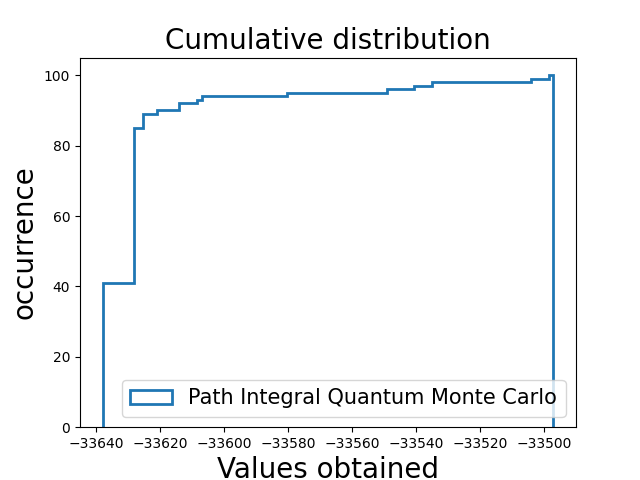 Cumulative distribution
100
80
60
40
20
0
occurrence
Path Integral Quantum Monte Carlo
−33640 −33620 −33600 −33580 −33560 −33540 −33520 −33500
Values obtained